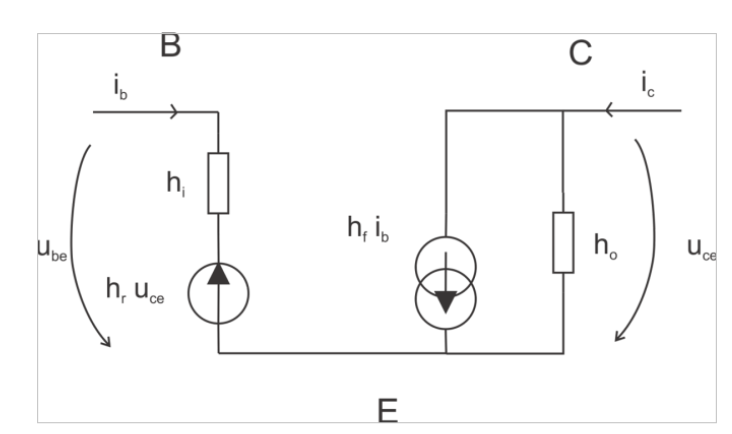 B
C
i_b
i_c
h_i
h_f i_b
u_be
h_o
u_ce
h_r u_ce
E